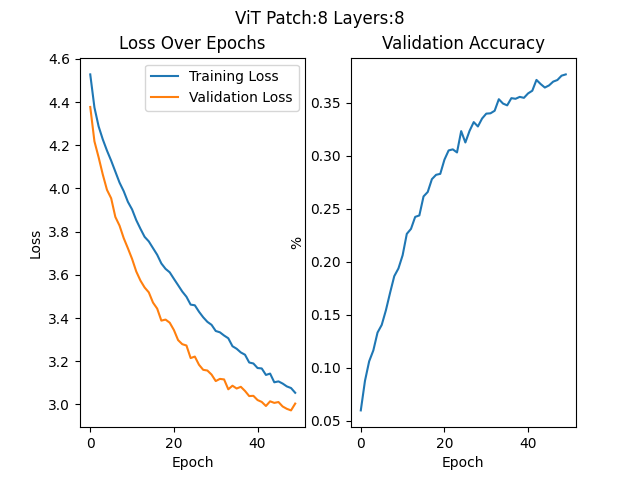 ViT Patch:8 Layers:8
Loss Over Epochs
Validation Accuracy
4.6
4.4
4.2
4.0
3.8
3.6
3.4
3.2
3.0
Loss
Training Loss
Validation Loss
0
20
40
Epoch
0.35
0.30
0.25
0.20
0.15
0.10
0.05
%
0
20
40
Epoch